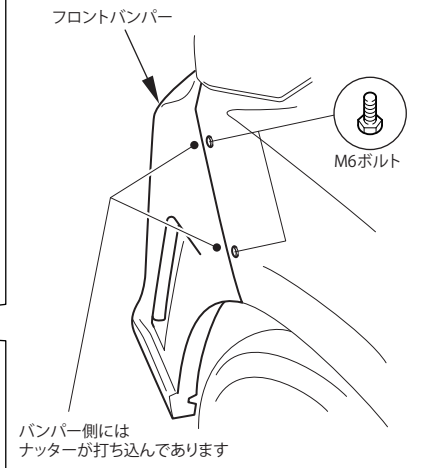 フロントバンパー
M6ボルト
バンパー側には
ナッターが打ち込んであります